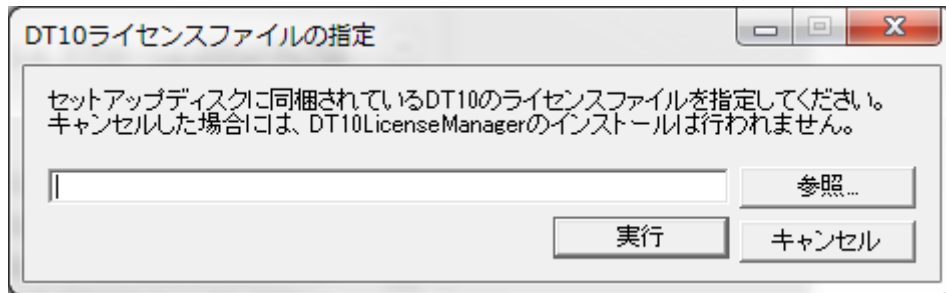 DT10ライセンスファイルの指定
セットアップディスクに同梱されているDT10のライセンスファイルを指定してください。
キャンセルした場合には、DT10LicenseManagerのインストールは行われません。
参照...
実行
キャンセル